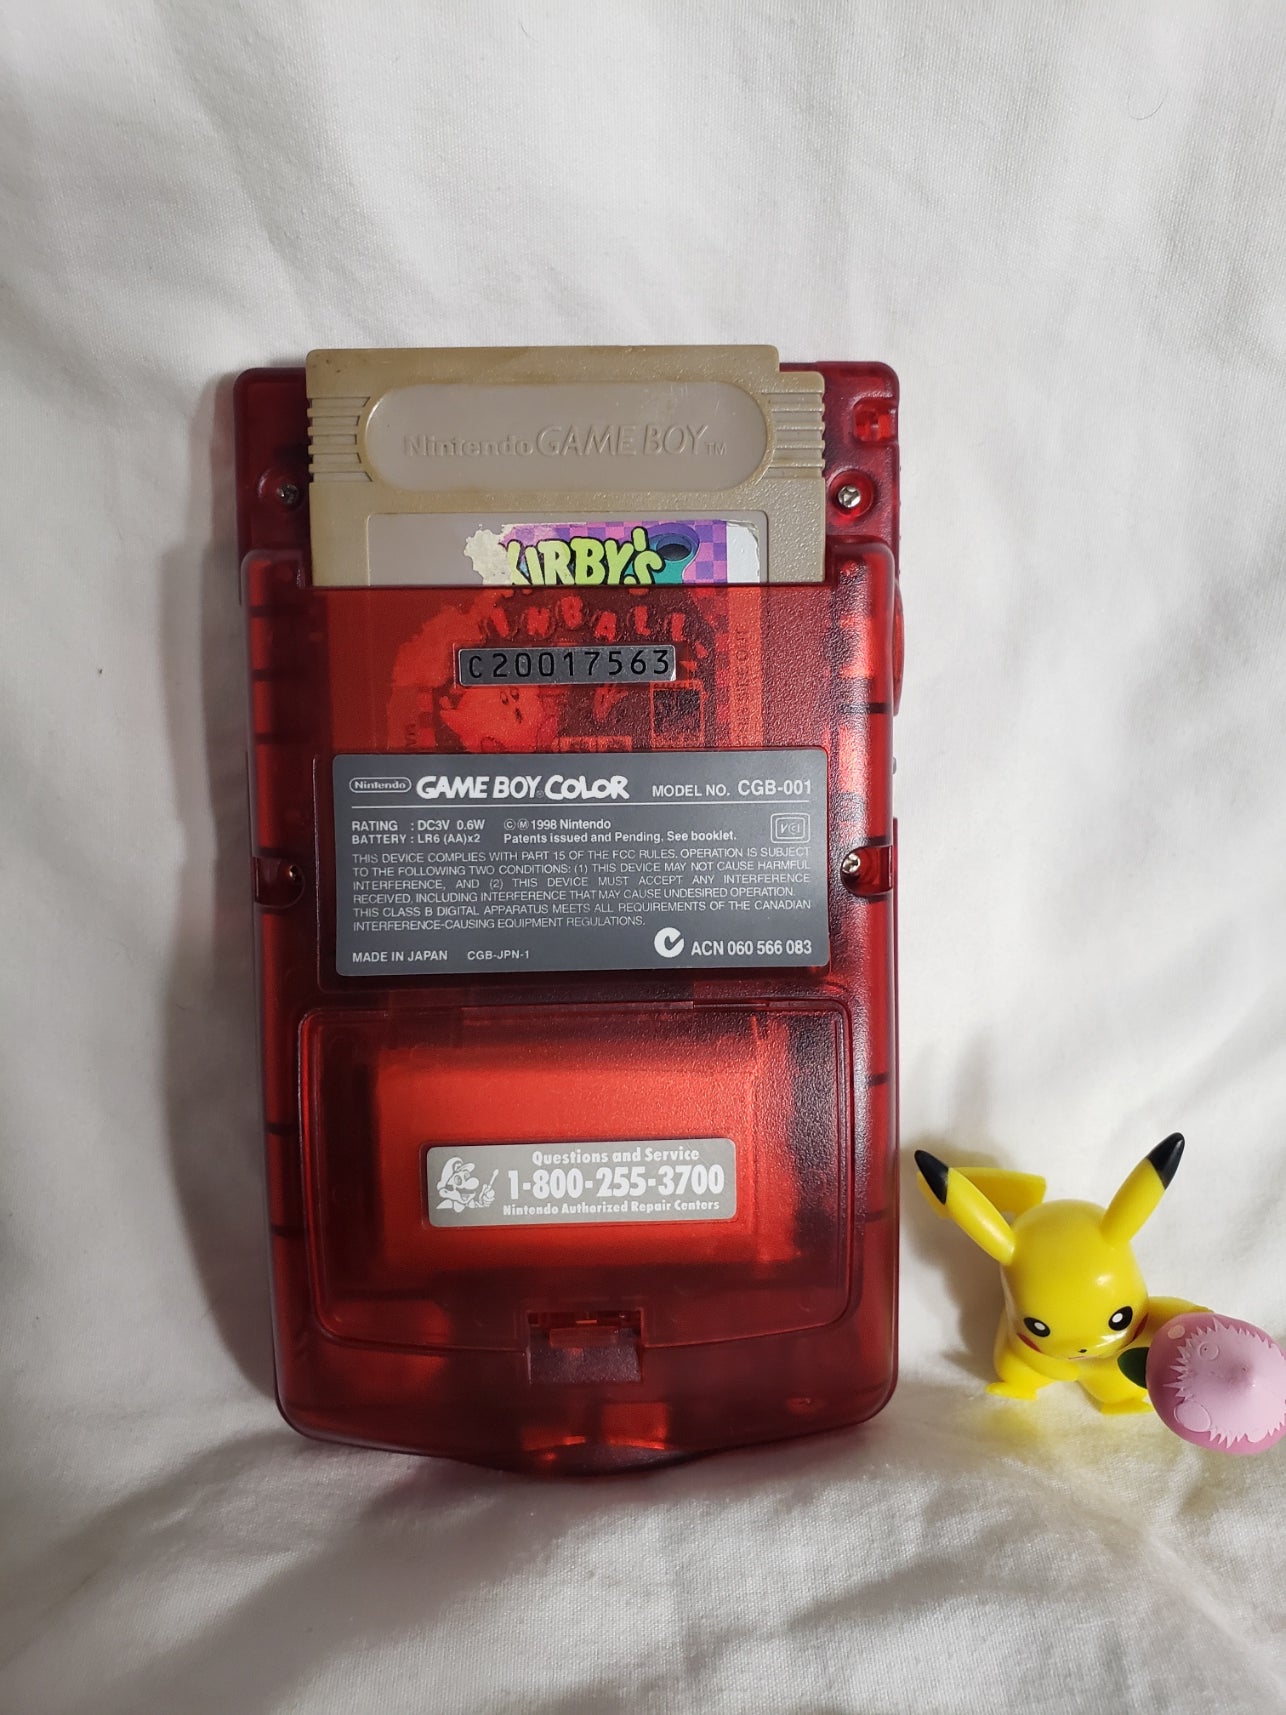 Nintendo GAME BOY TM
KIRBY'S
PINBALL
C20017563
Nintendo GAME BOY COLOR MODEL NO. CGB-001
RATING : DC3V 0.6W © Ⓜ 1998 Nintendo
BATTERY : LR6 (AA)x2 Patents issued and Pending. See booklet. VCI
THIS DEVICE COMPLIES WITH PART 15 OF THE FCC RULES. OPERATION IS SUBJECT
TO THE FOLLOWING TWO CONDITIONS: (1) THIS DEVICE MAY NOT CAUSE HARMFUL
INTERFERENCE, AND (2) THIS DEVICE MUST ACCEPT ANY INTERFERENCE
RECEIVED, INCLUDING INTERFERENCE THAT MAY CAUSE UNDESIRED OPERATION.
THIS CLASS B DIGITAL APPARATUS MEETS ALL REQUIREMENTS OF THE CANADIAN
INTERFERENCE-CAUSING EQUIPMENT REGULATIONS.
MADE IN JAPAN CGB-JPN-1 ACN 060 566 083
Questions and Service
1-800-255-3700
Nintendo Authorized Repair Centers